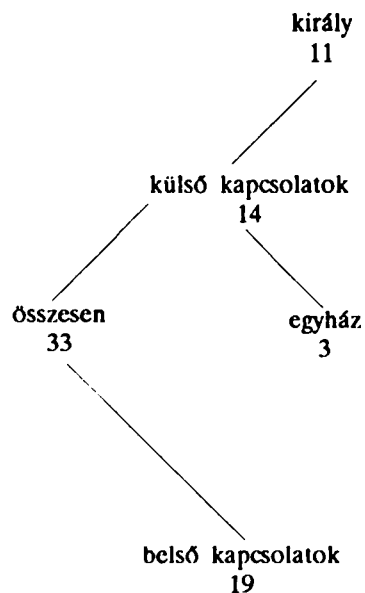 király
11
külső kapcsolatok
14
összesen
33
egyház
3
belső kapcsolatok
19